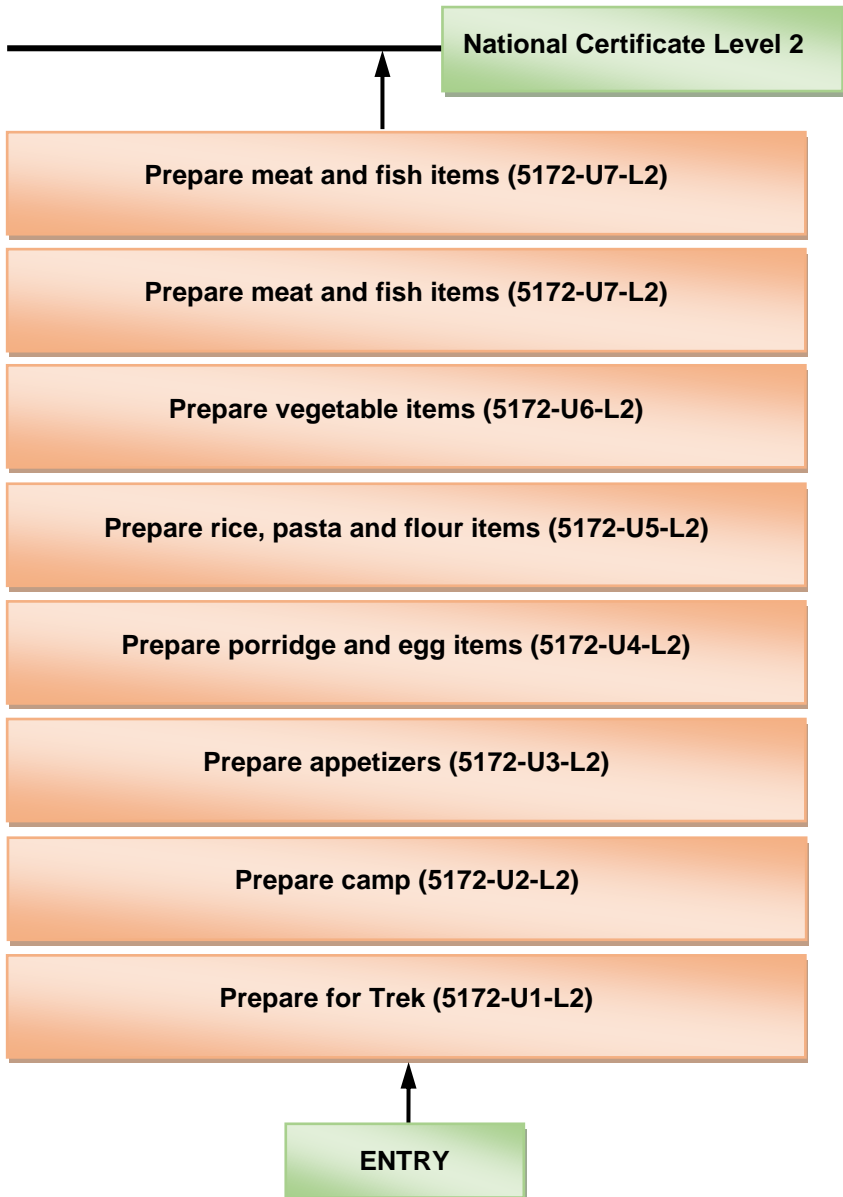 National Certificate Level 2
Prepare meat and fish items (5172-U7-L2)
Prepare meat and fish items (5172-U7-L2)
Prepare vegetable items (5172-U6-L2)
Prepare rice, pasta and flour items (5172-U5-L2)
Prepare porridge and egg items (5172-U4-L2)
Prepare appetizers (5172-U3-L2)
Prepare camp (5172-U2-L2)
Prepare for Trek (5172-U1-L2)
ENTRY